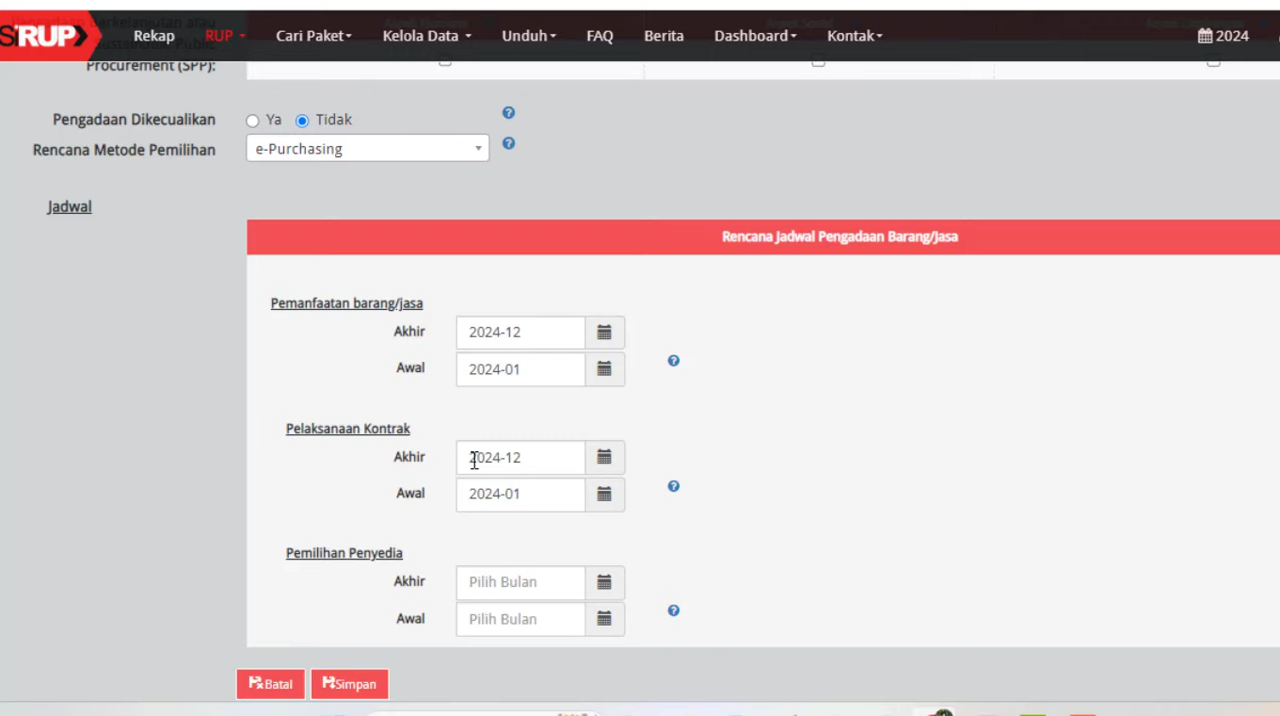 SiRUP
Rekap
RUP
Cari Paket
Kelola Data
Unduh
FAQ
Berita
Dashboard
Kontak
2024
Procurement (SPP):
Pengadaan Dikecualikan
Ya
Tidak
Rencana Metode Pemilihan
e-Purchasing
Jadwal
Rencana Jadwal Pengadaan Barang/Jasa
Pemanfaatan barang/jasa
Akhir
2024-12
Awal
2024-01
Pelaksanaan Kontrak
Akhir
2024-12
Awal
2024-01
Pemilihan Penyedia
Akhir
Pilih Bulan
Awal
Pilih Bulan
Batal
Simpan